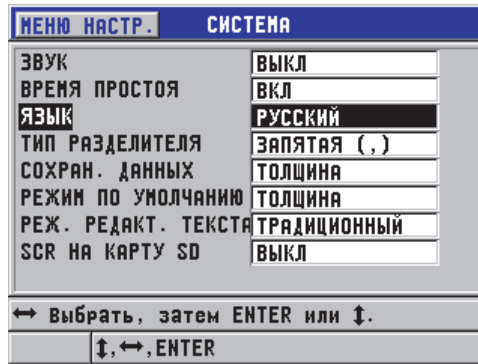 МЕНЮ НАСТР. СИСТЕМА
ЗВУК ВЫКЛ
ВРЕМЯ ПРОСТОЯ ВКЛ
ЯЗЫК РУССКИЙ
ТИП РАЗДЕЛИТЕЛЯ ЗАПЯТАЯ (,)
СОХРАН. ДАННЫХ ТОЛЩИНА
РЕЖИМ ПО УМОЛЧАНИЮ ТОЛЩИНА
РЕЖ. РЕДАКТ. ТЕКСТА ТРАДИЦИОННЫЙ
SCR НА КАРТУ SD ВЫКЛ
↔ Выбрать, затем ENTER или ↕.
↕,↔,ENTER